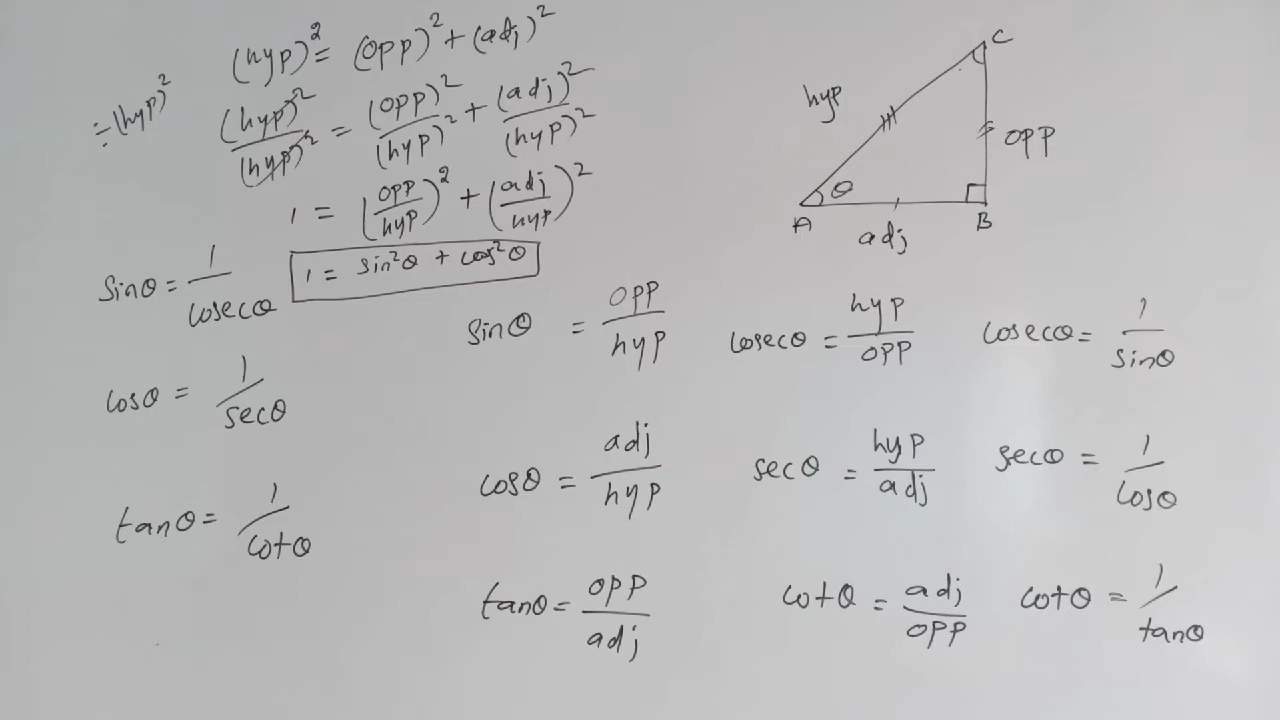 (hyp)² = (opp)² + (adj)²
÷(hyp)²
(hyp)²/(hyp)² = (opp)²/(hyp)² + (adj)²/(hyp)²
1 = (opp/hyp)² + (adj/hyp)²
1 = sin²θ + cos²θ
C
hyp
opp
θ
A
B
adj
sinθ = 1/cosecθ
cosθ = 1/secθ
tanθ = 1/cotθ
sinθ = opp/hyp
cosecθ = hyp/opp
cosecθ = 1/sinθ
cosθ = adj/hyp
secθ = hyp/adj
secθ = 1/cosθ
tanθ = opp/adj
cotθ = adj/opp
cotθ = 1/tanθ